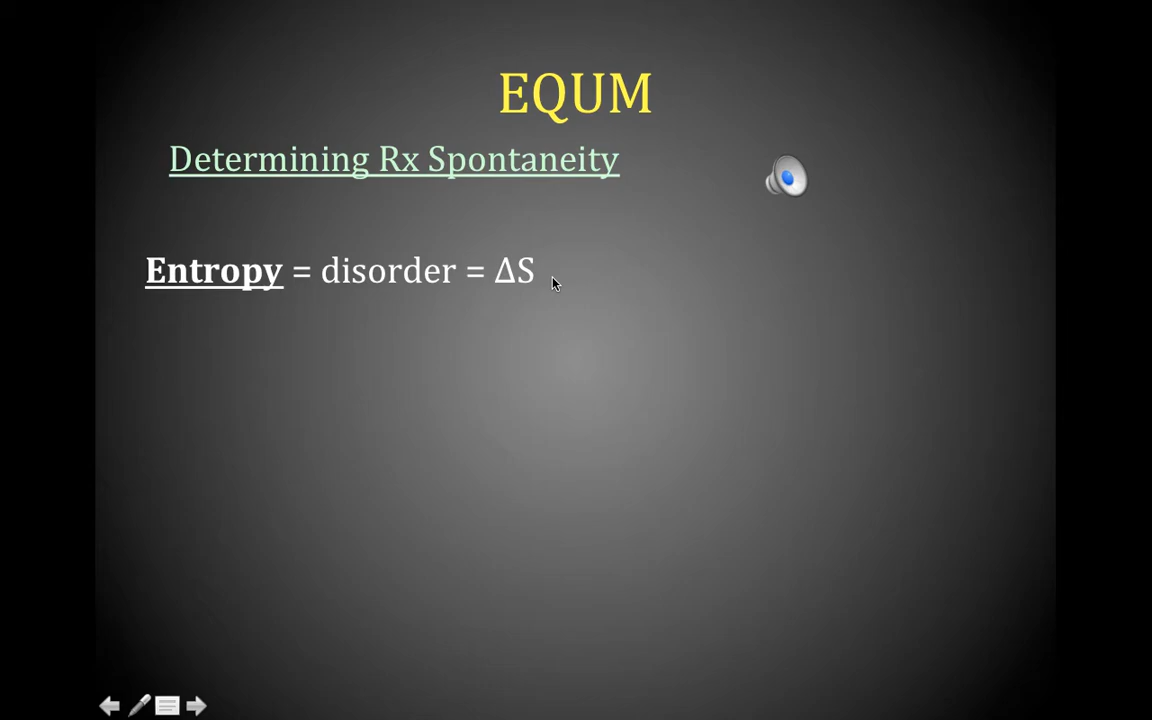 EQUM
Determining Rx Spontaneity
Entropy = disorder = ΔS